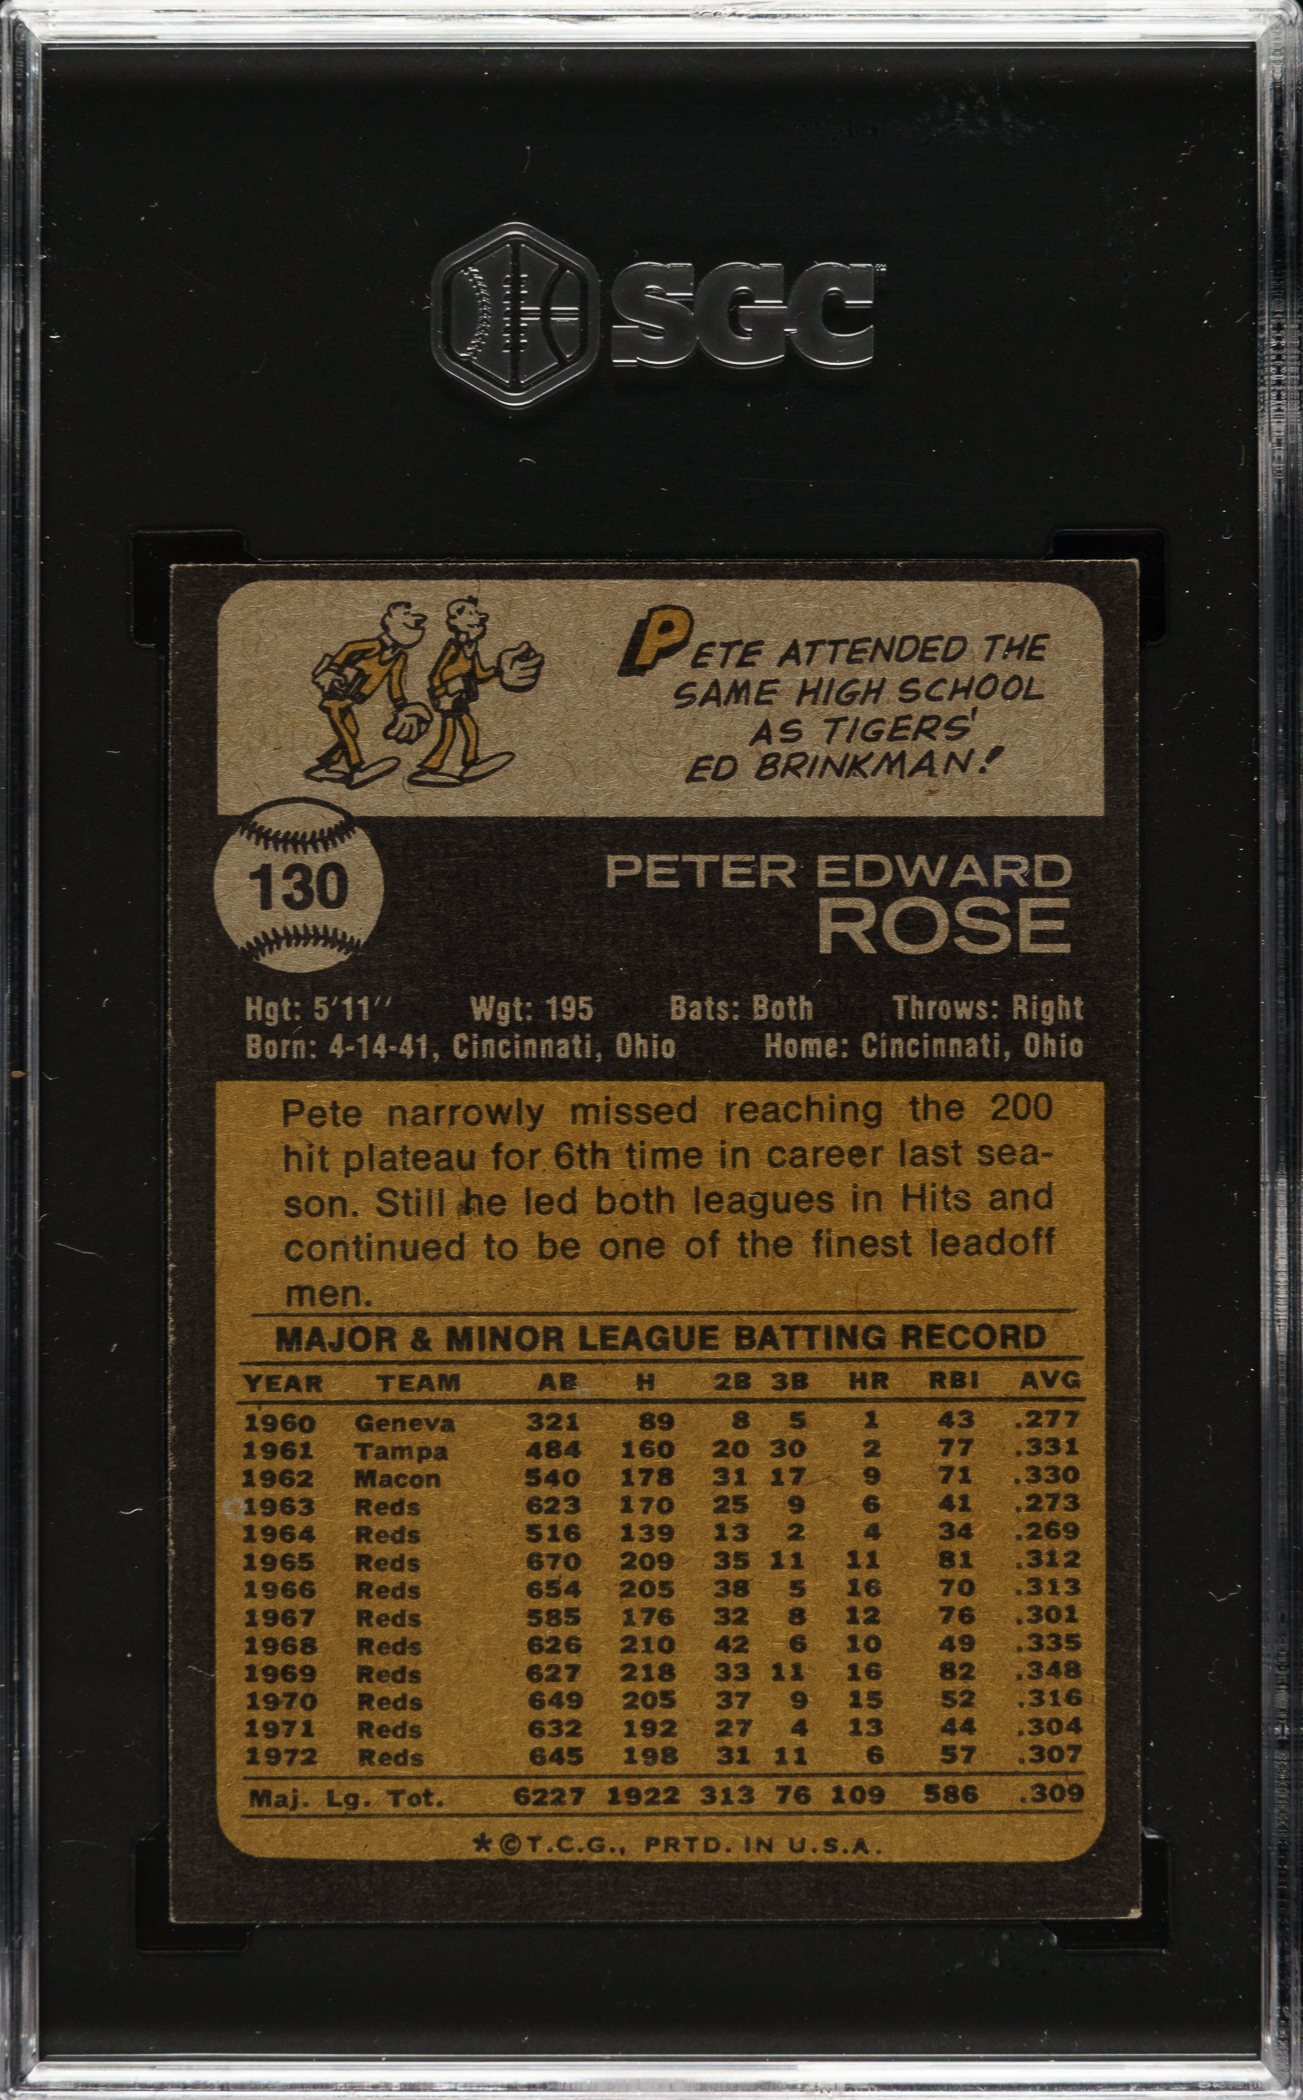 SGC
PETE ATTENDED THE
SAME HIGH SCHOOL
AS TIGERS'
ED BRINKMAN!
130
PETER EDWARD
ROSE
Hgt: 5'11'' Wgt: 195 Bats: Both Throws: Right
Born: 4-14-41, Cincinnati, Ohio Home: Cincinnati, Ohio
Pete narrowly missed reaching the 200
hit plateau for 6th time in career last sea-
son. Still he led both leagues in Hits and
continued to be one of the finest leadoff
men.
MAJOR & MINOR LEAGUE BATTING RECORD
YEAR TEAM AB H 2B 3B HR RBI AVG
1960 Geneva 321 89 8 5 1 43 .277
1961 Tampa 484 160 20 30 2 77 .331
1962 Macon 540 178 31 17 9 71 .330
1963 Reds 623 170 25 9 6 41 .273
1964 Reds 516 139 13 2 4 34 .269
1965 Reds 670 209 35 11 11 81 .312
1966 Reds 654 205 38 5 16 70 .313
1967 Reds 585 176 32 8 12 76 .301
1968 Reds 626 210 42 6 10 49 .335
1969 Reds 627 218 33 11 16 82 .348
1970 Reds 649 205 37 9 15 52 .316
1971 Reds 632 192 27 4 13 44 .304
1972 Reds 645 198 31 11 6 57 .307
Maj. Lg. Tot. 6227 1922 313 76 109 586 .309
*©T.C.G., PRTD. IN U.S.A.